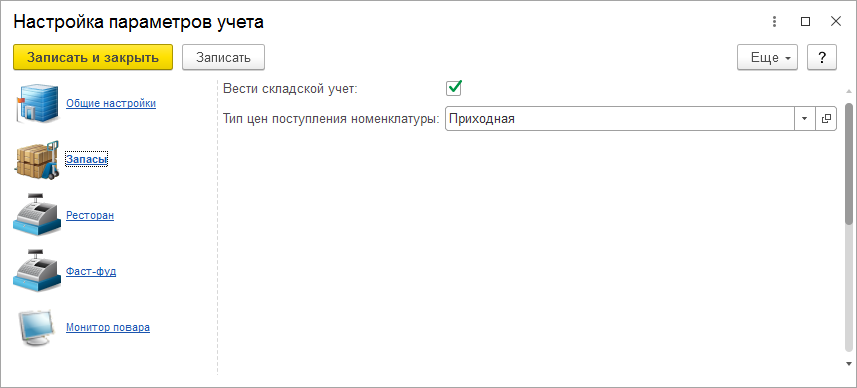 Настройка параметров учета
Записать и закрыть
Записать
Еще
?
Общие настройки
Запасы
Ресторан
Фаст-фуд
Монитор повара
Вести складской учет:
Тип цен поступления номенклатуры: Приходная